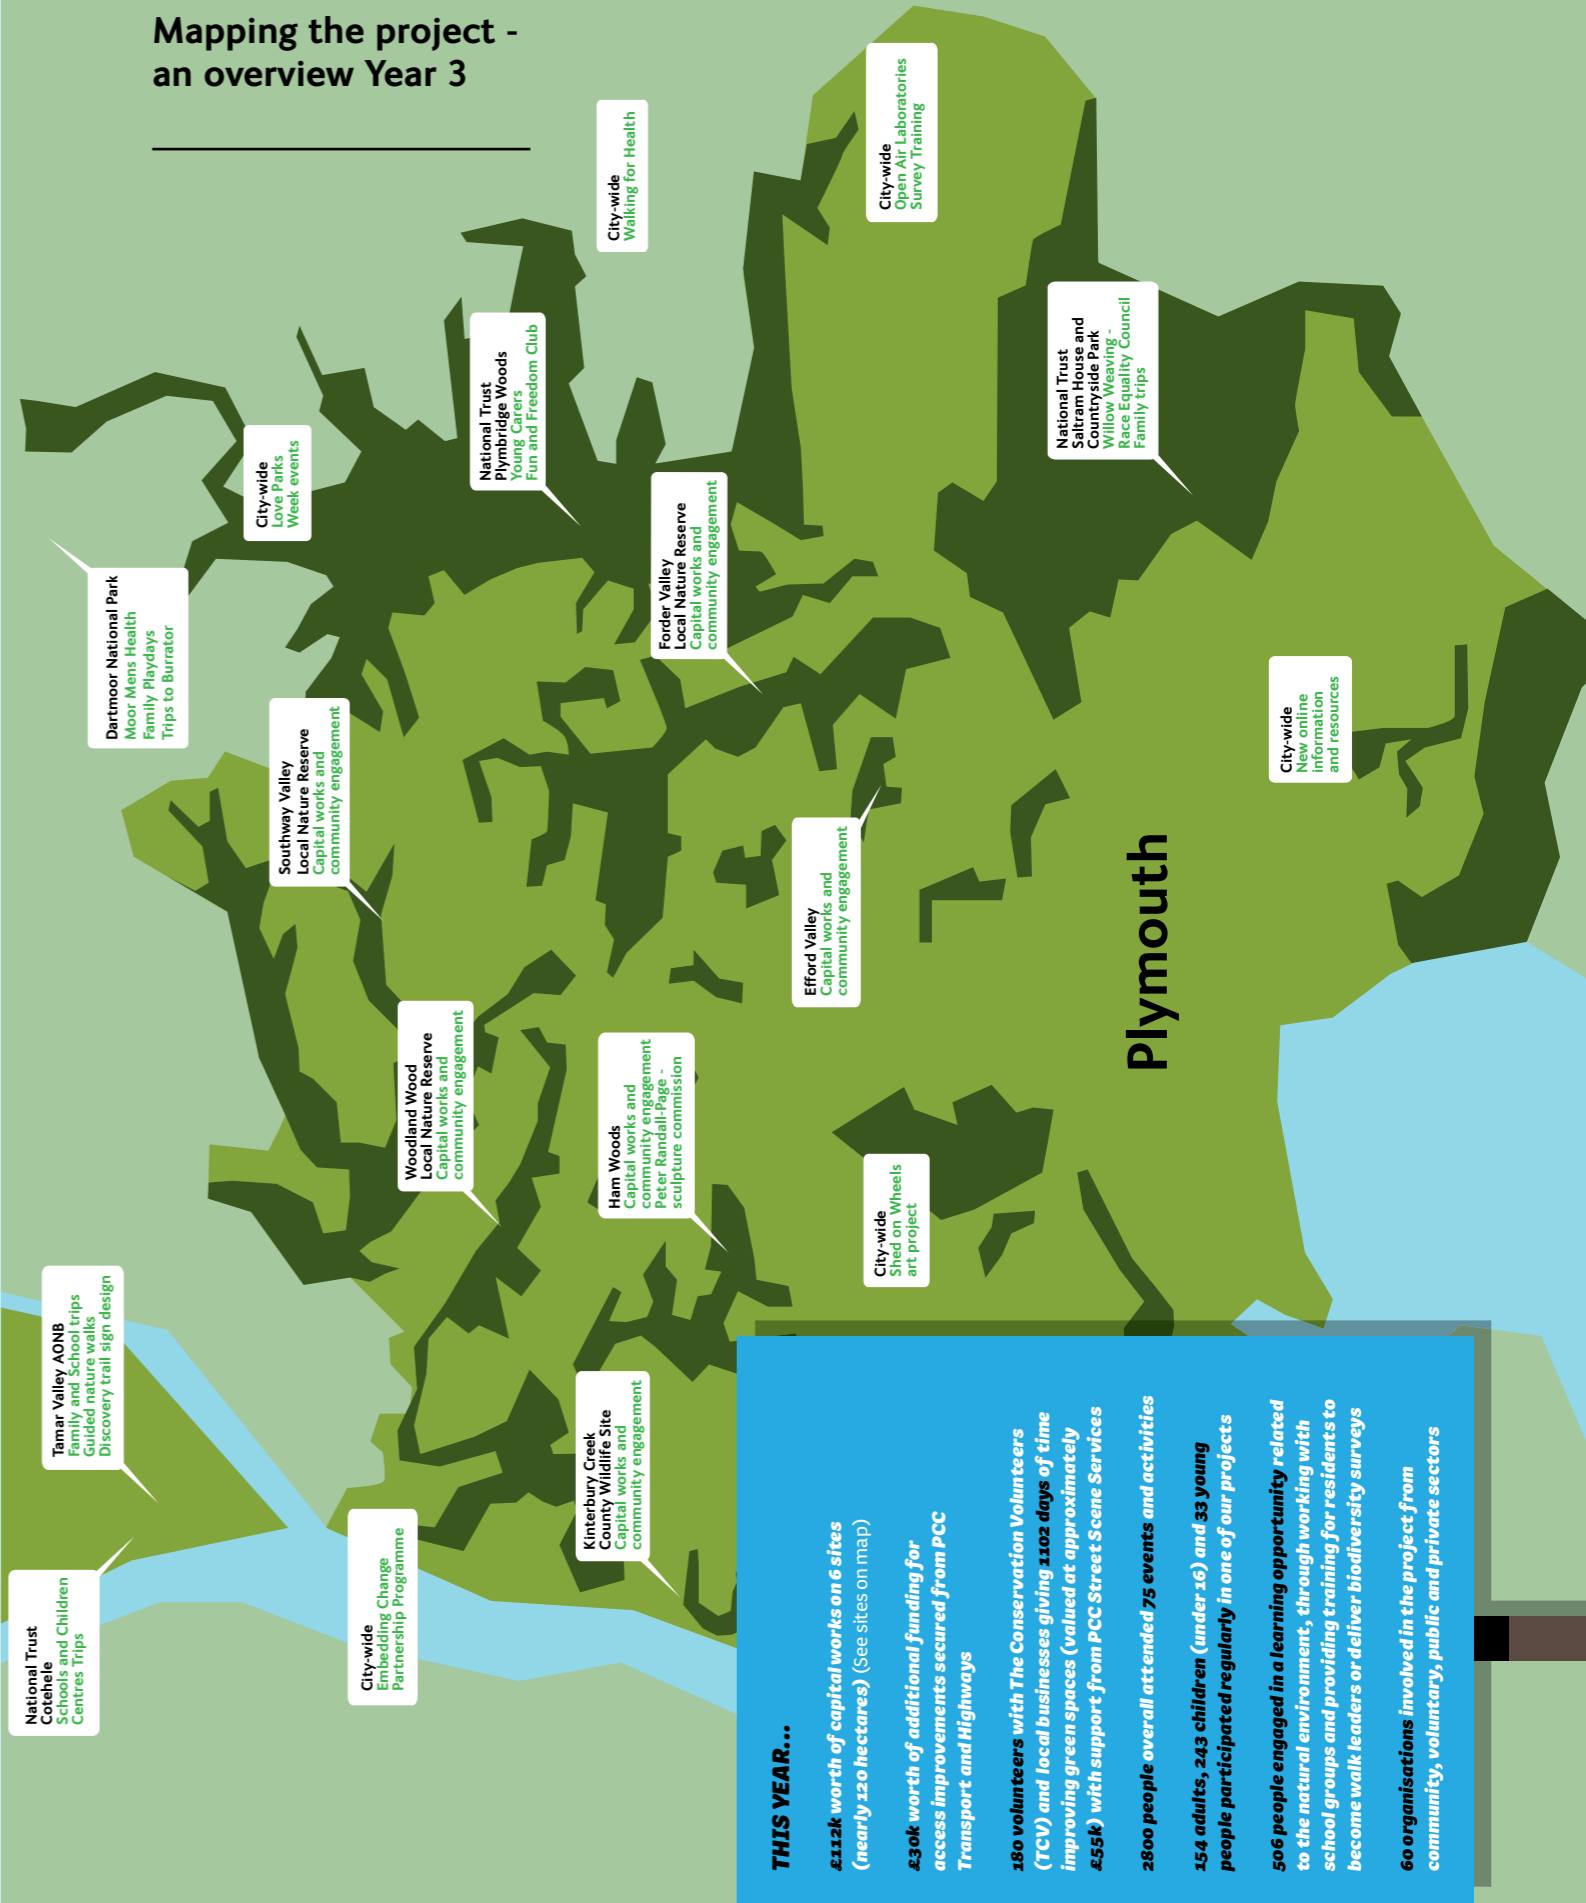 Mapping the project -
an overview Year 3
City-wide
Walking for Health
City-wide
Open Air Laboratories
Survey Training
National Trust
Plymbridge Woods
Young Carers
Fun and Freedom Club
National Trust
Saltram House and
Countryside Park
Willow Weaving -
Race Equality Council
Family trips
City-wide
Love Parks
Week events
Dartmoor National Park
Moor Mens Health
Family Playdays
Trips to Burrator
Forder Valley
Local Nature Reserve
Capital works and
community engagement
Southway Valley
Local Nature Reserve
Capital works and
community engagement
City-wide
New online
information
and resources
Efford Valley
Capital works and
community engagement
Plymouth
Woodland Wood
Local Nature Reserve
Capital works and
community engagement
Ham Woods
Capital works and
community engagement
Peter Randall-Page -
sculpture commission
City-wide
Shed on Wheels
art project
Tamar Valley AONB
Family and School trips
Guided nature walks
Discovery trail sign design
Kinterbury Creek
County Wildlife Site
Capital works and
community engagement
National Trust
Cotehele
Schools and Children
Centres Trips
City-wide
Embedding Change
Partnership Programme
THIS YEAR...
£112k worth of capital works on 6 sites
(nearly 120 hectares) (See sites on map)
£30k worth of additional funding for
access improvements secured from PCC
Transport and Highways
180 volunteers with The Conservation Volunteers
(TCV) and local businesses giving 1102 days of time
improving green spaces (valued at approximately
£55k) with support from PCC Street Scene Services
2800 people overall attended 75 events and activities
154 adults, 243 children (under 16) and 33 young
people participated regularly in one of our projects
506 people engaged in a learning opportunity related
to the natural environment, through working with
school groups and providing training for residents to
become walk leaders or deliver biodiversity surveys
60 organisations involved in the project from
community, voluntary, public and private sectors